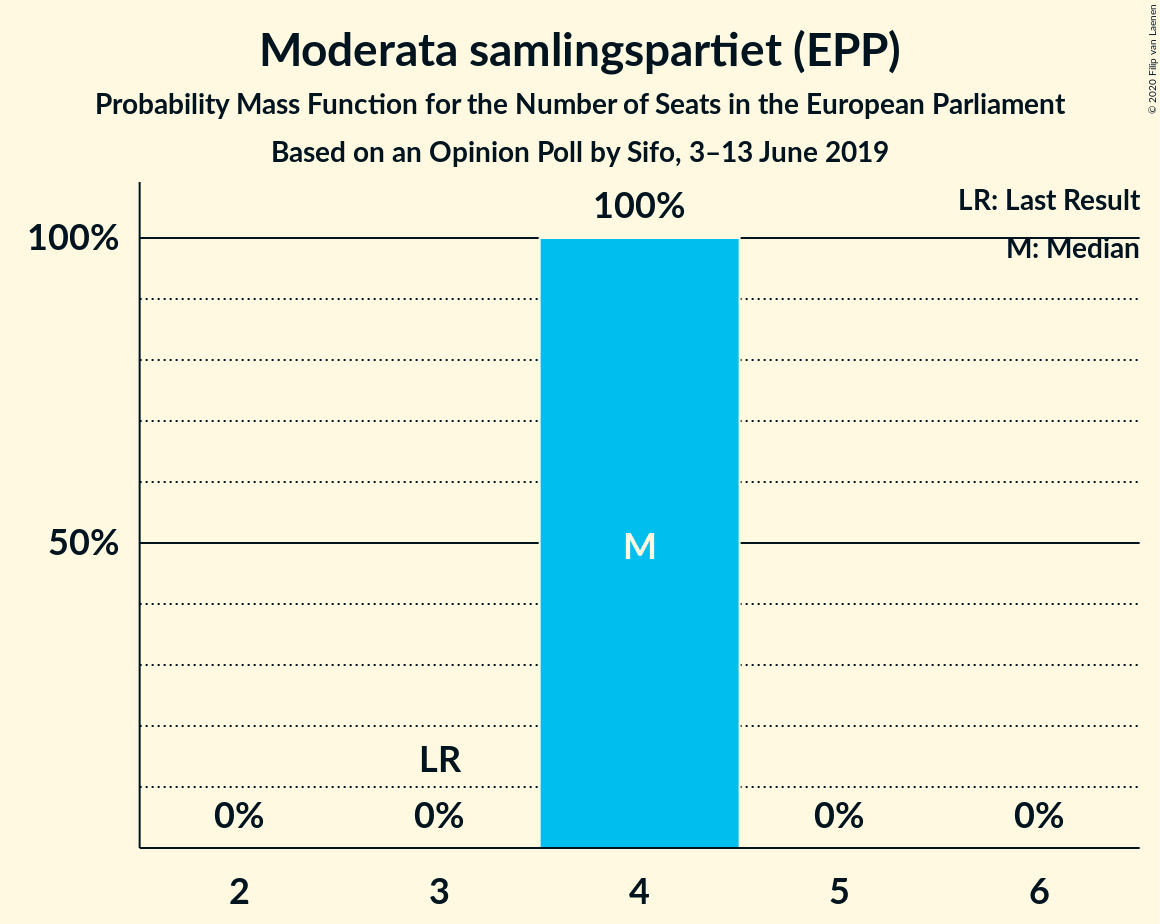 Moderata samlingspartiet (EPP)
Probability Mass Function for the Number of Seats in the European Parliament
Based on an Opinion Poll by Sifo, 3–13 June 2019
© 2020 Filip van Laenen
LR: Last Result
M: Median
100%
100%
50%
M
LR
0%
0%
0%
0%
2
3
4
5
6